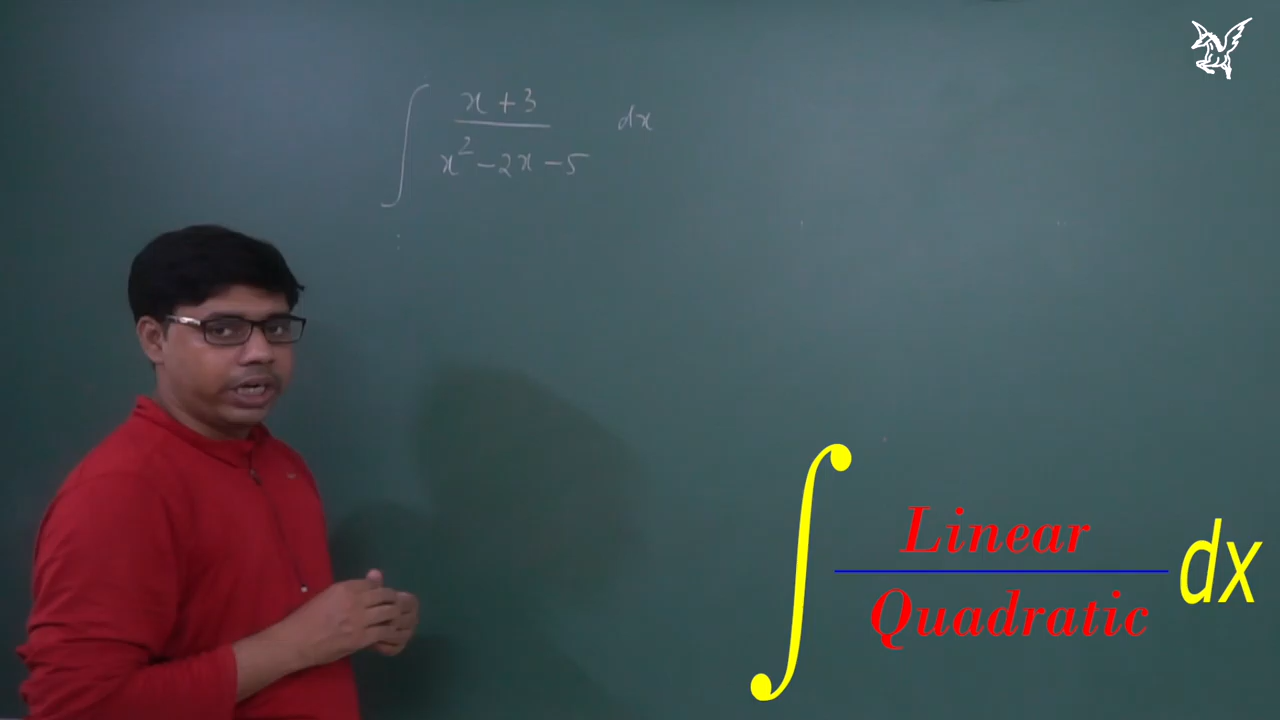 ∫ x + 3 / x² − 2x − 5 dx
∫ Linear / Quadratic dx